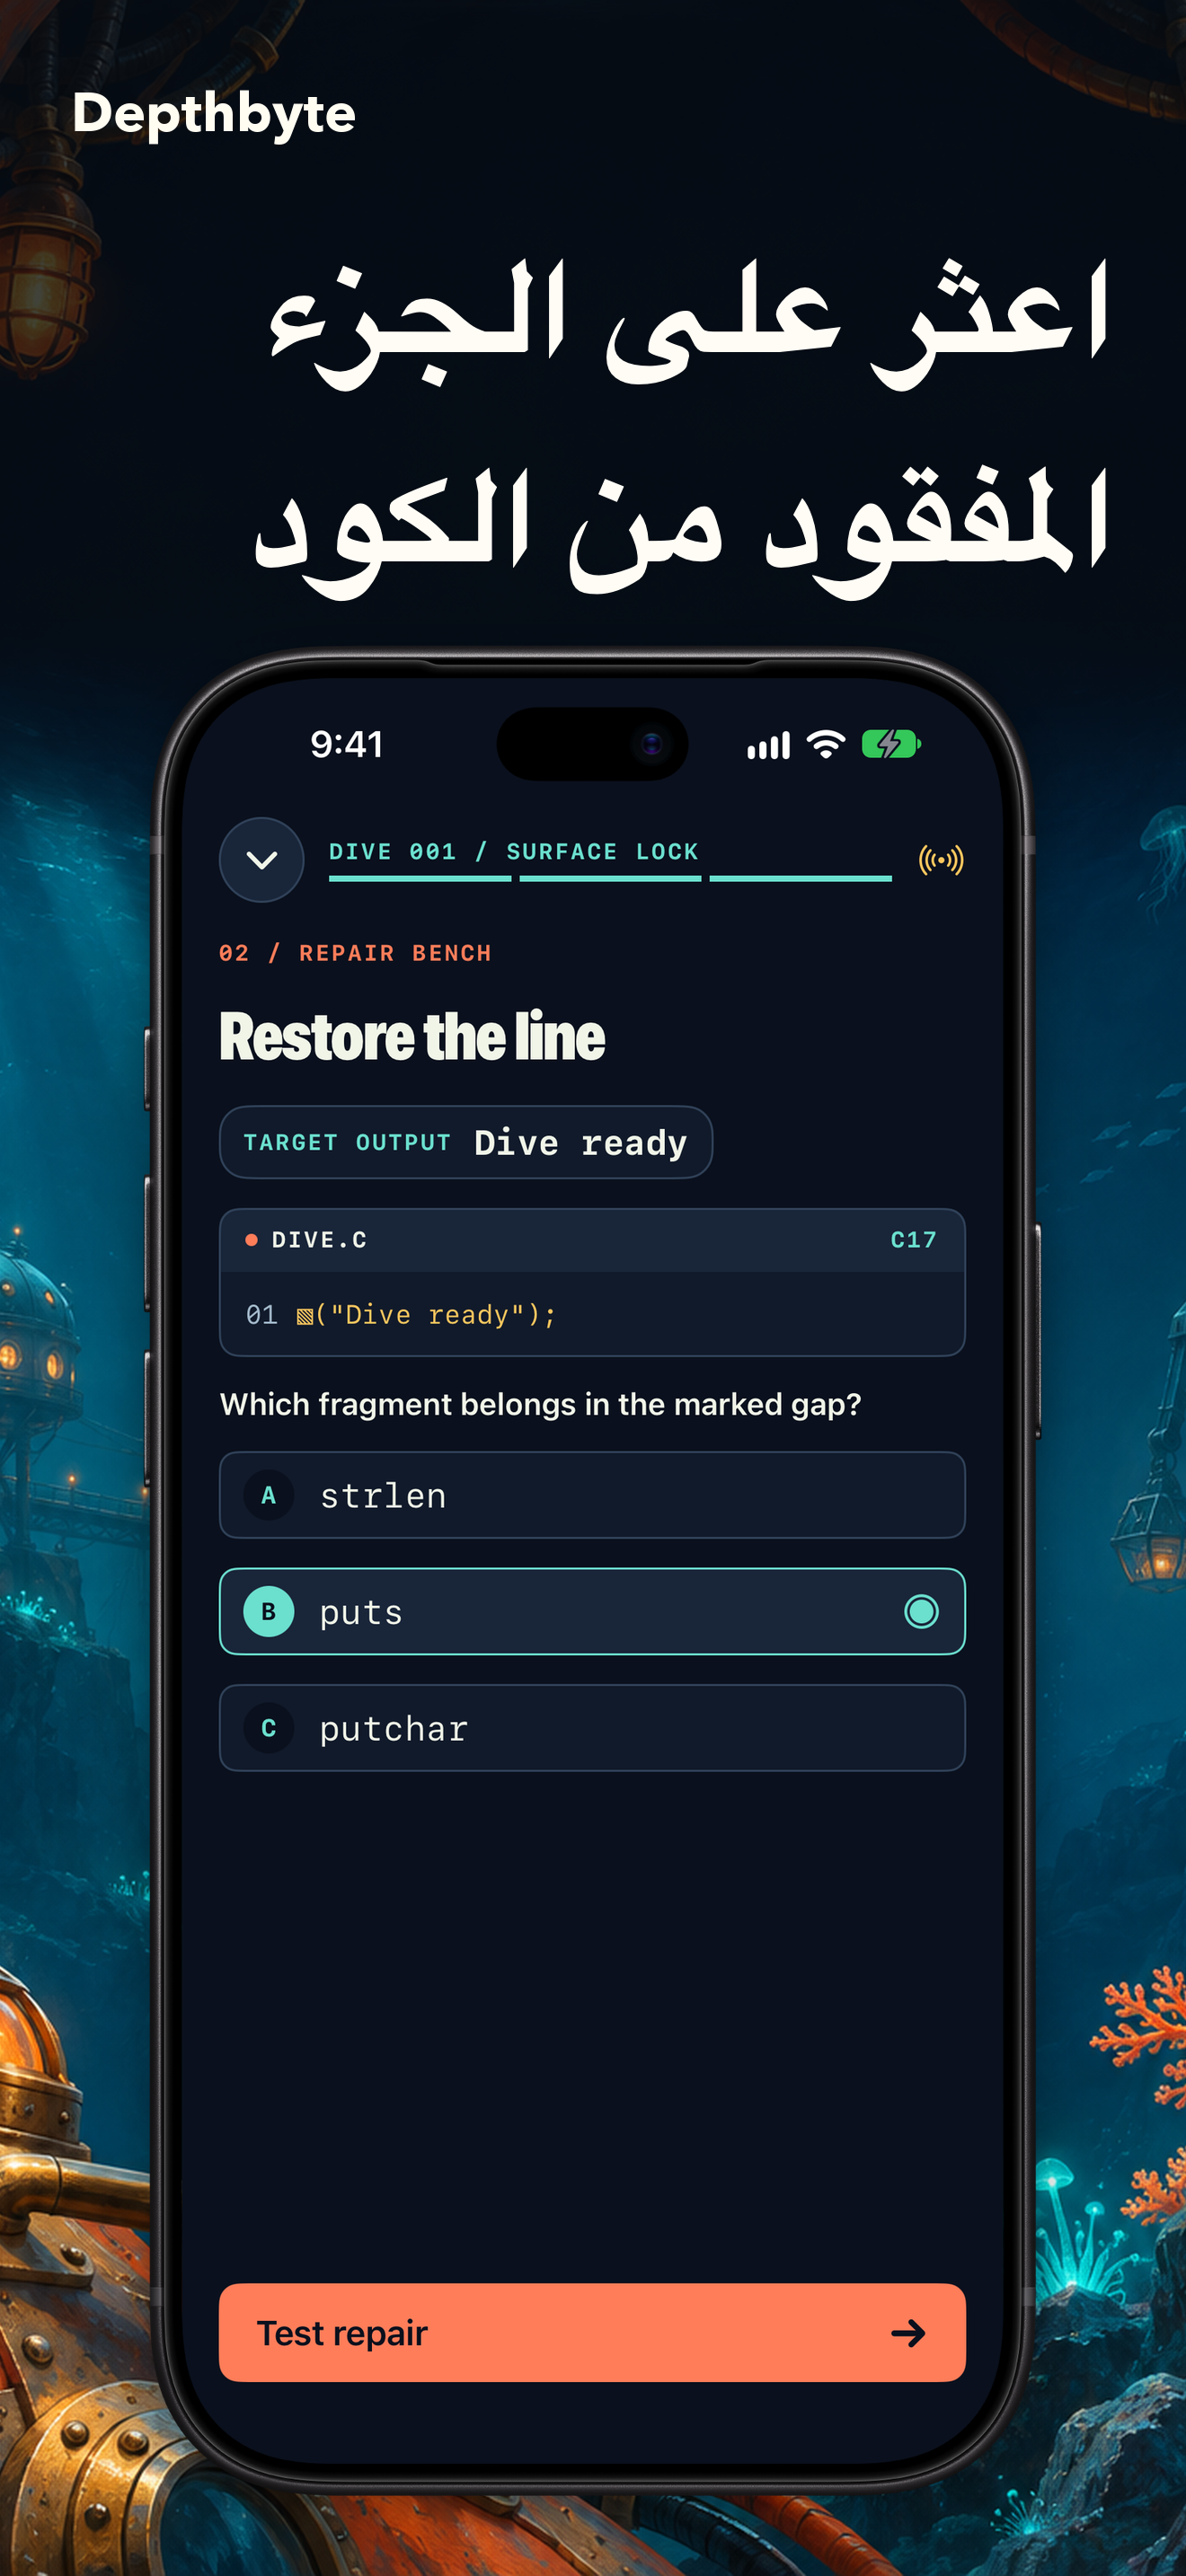 Depthbyte
اعثر على الجزء
المفقود من الكود
9:41
DIVE 001 / SURFACE LOCK
02 / REPAIR BENCH
Restore the line
TARGET OUTPUT Dive ready
DIVE.C C17
01 ▧("Dive ready");
Which fragment belongs in the marked gap?
A strlen
B puts
C putchar
Test repair →